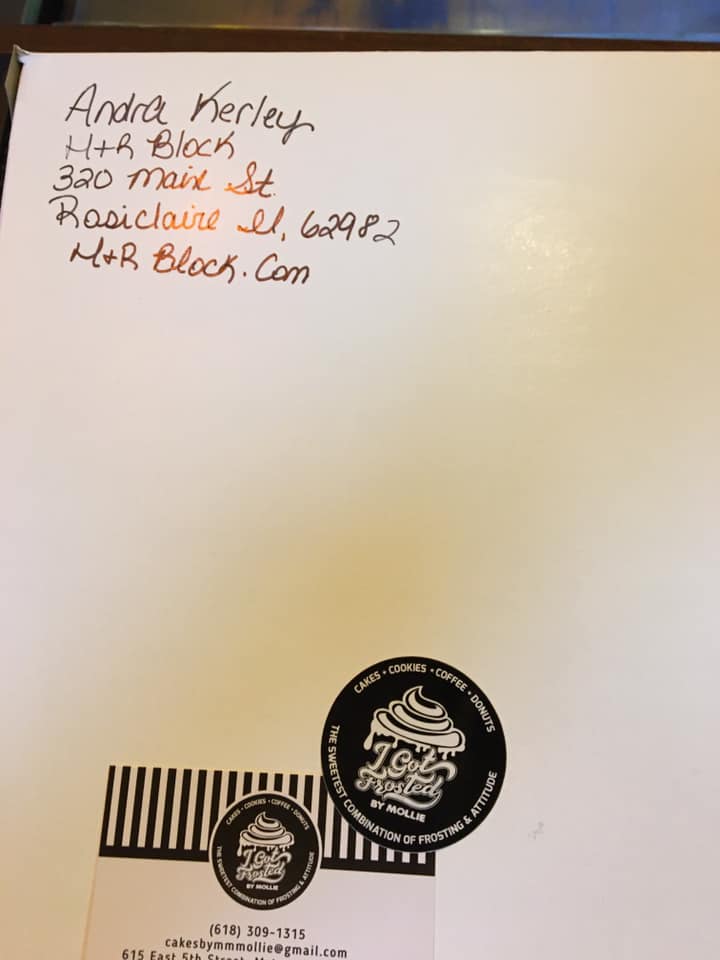 Andra Kerley
H+R Block
320 Main St.
Rosiclaire Il, 62982
H+R Block.Com
CAKES • COOKIES • COFFEE • DONUTS
I Got
Frosted
BY MOLLIE
THE SWEETEST COMBINATION OF FROSTING & ATTITUDE
CAKES • COOKIES • COFFEE • DONUTS
I Got
Frosted
BY MOLLIE
THE SWEETEST COMBINATION OF FROSTING & ATTITUDE
(618) 309-1315
cakesbymmmollie@gmail.com
615 East 5th Street